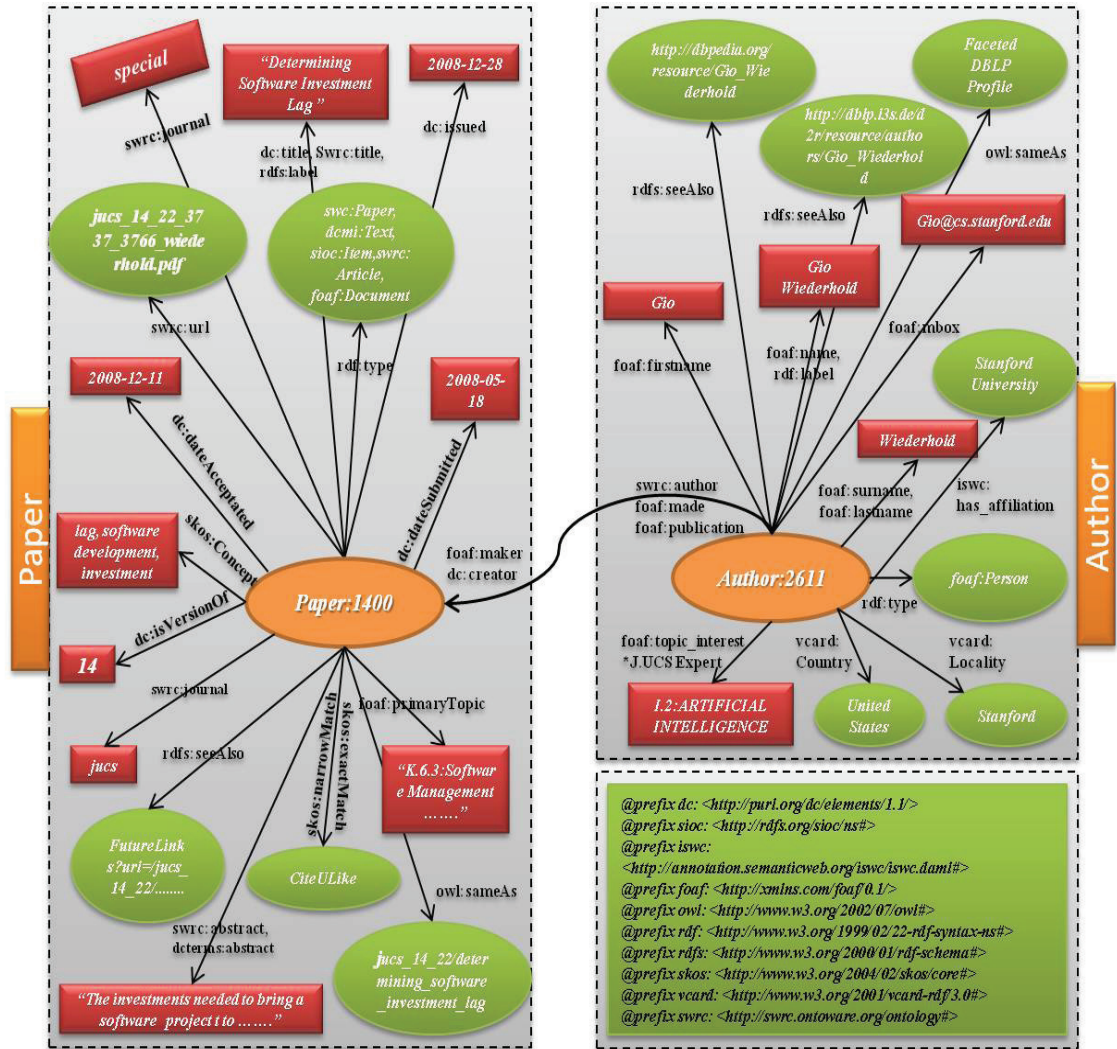 Paper
special
"Determining
Software Investment
Lag"
2008-12-28
swrc:journal
dc:title, Swrc:title,
rdfs:label
dc:issued
jucs_14_22_37
37_3766_wiede
rhold.pdf
swc:Paper,
dcmi:Text,
sioc:Item,swrc:
Article,
foaf:Document
swrc:url
rdf:type
2008-12-11
2008-05-
18
dc:dateAcceptated
dc:dateSubmitted
skos:Concept
lag, software
development,
investment
foaf:maker
dc:creator
Paper:1400
dc:isVersionOf
14
swrc:journal
foaf:primaryTopic
jucs
rdfs:seeAlso
skos:narrowMatch
skos:exactMatch
"K.6.3:Softwar
e Management
……."
FutureLink
s?url=/jucs_
14_22/……..
CiteULike
owl:sameAs
swrc:abstract,
dcterms:abstract
jucs_14_22/deter
mining_software
_investment_lag
"The investments needed to bring a
software project t to ……."
Author
http://dbpedia.org/
resource/Gio_Wie
derhold
Faceted
DBLP
Profile
http://dblp.l3s.de/d
2r/resource/autho
rs/Gio_Wiederhol
d
owl:sameAs
rdfs:seeAlso
rdfs:seeAlso
Gio@cs.stanford.edu
Gio
Gio
Wiederhold
foaf:mbox
foaf:firstname
foaf:name,
rdf:label
Stanford
University
Wiederhold
swrc:author
foaf:made
foaf:publication
foaf:surname,
foaf:lastname
iswc:
has_affiliation
Author:2611
foaf:Person
rdf:type
foaf:topic_interest
*J.UCS Expert
vcard:
Country
vcard:
Locality
I.2:ARTIFICIAL
INTELLIGENCE
United
States
Stanford
@prefix dc: <http://purl.org/dc/elements/1.1/>
@prefix sioc: <http://rdfs.org/sioc/ns#>
@prefix iswc:
<http://annotation.semanticweb.org/iswc/iswc.daml#>
@prefix foaf: <http://xmlns.com/foaf/0.1/>
@prefix owl: <http://www.w3.org/2002/07/owl#>
@prefix rdf: <http://www.w3.org/1999/02/22-rdf-syntax-ns#>
@prefix rdfs: <http://www.w3.org/2000/01/rdf-schema#>
@prefix skos: <http://www.w3.org/2004/02/skos/core#>
@prefix vcard: <http://www.w3.org/2001/vcard-rdf/3.0#>
@prefix swrc: <http://swrc.ontoware.org/ontology#>